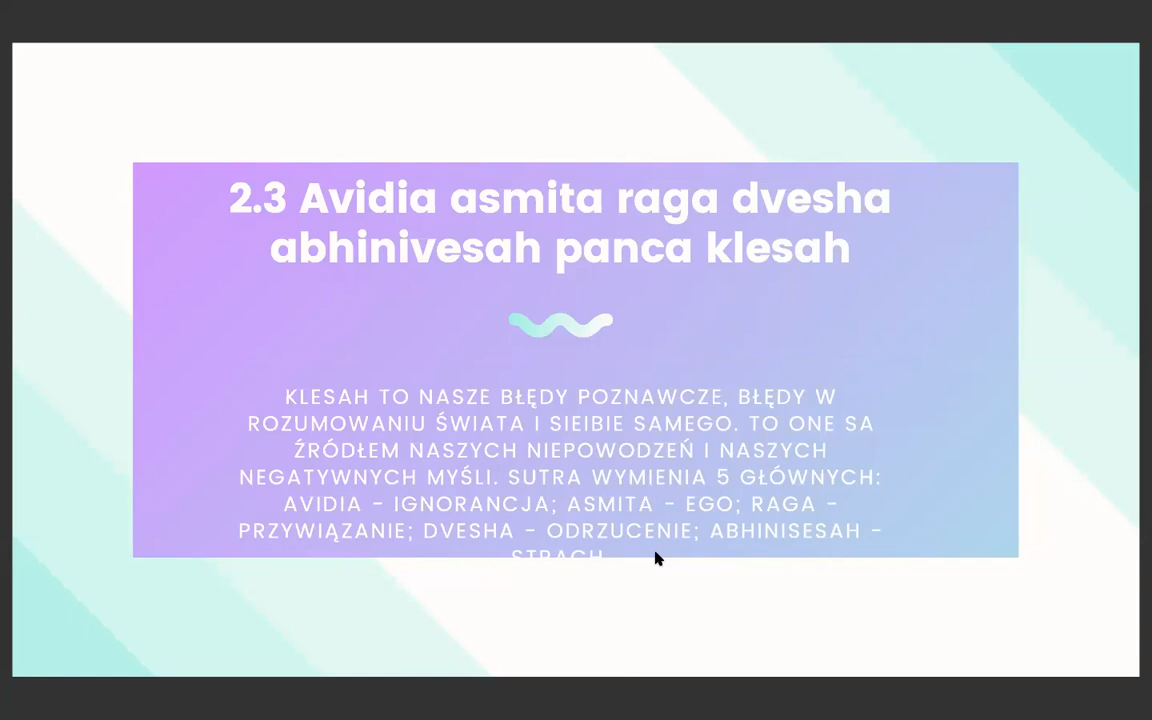 2.3 Avidia asmita raga dvesha
abhinivesah panca klesah
KLESAH TO NASZE BŁĘDY POZNAWCZE, BŁĘDY W
ROZUMOWANIU ŚWIATA I SIEIBIE SAMEGO. TO ONE SA
ŹRÓDŁEM NASZYCH NIEPOWODZEŃ I NASZYCH
NEGATYWNYCH MYŚLI. SUTRA WYMIENIA 5 GŁÓWNYCH:
AVIDIA - IGNORANCJA; ASMITA - EGO; RAGA -
PRZYWIĄZANIE; DVESHA - ODRZUCENIE; ABHINISESAH -
STRACH